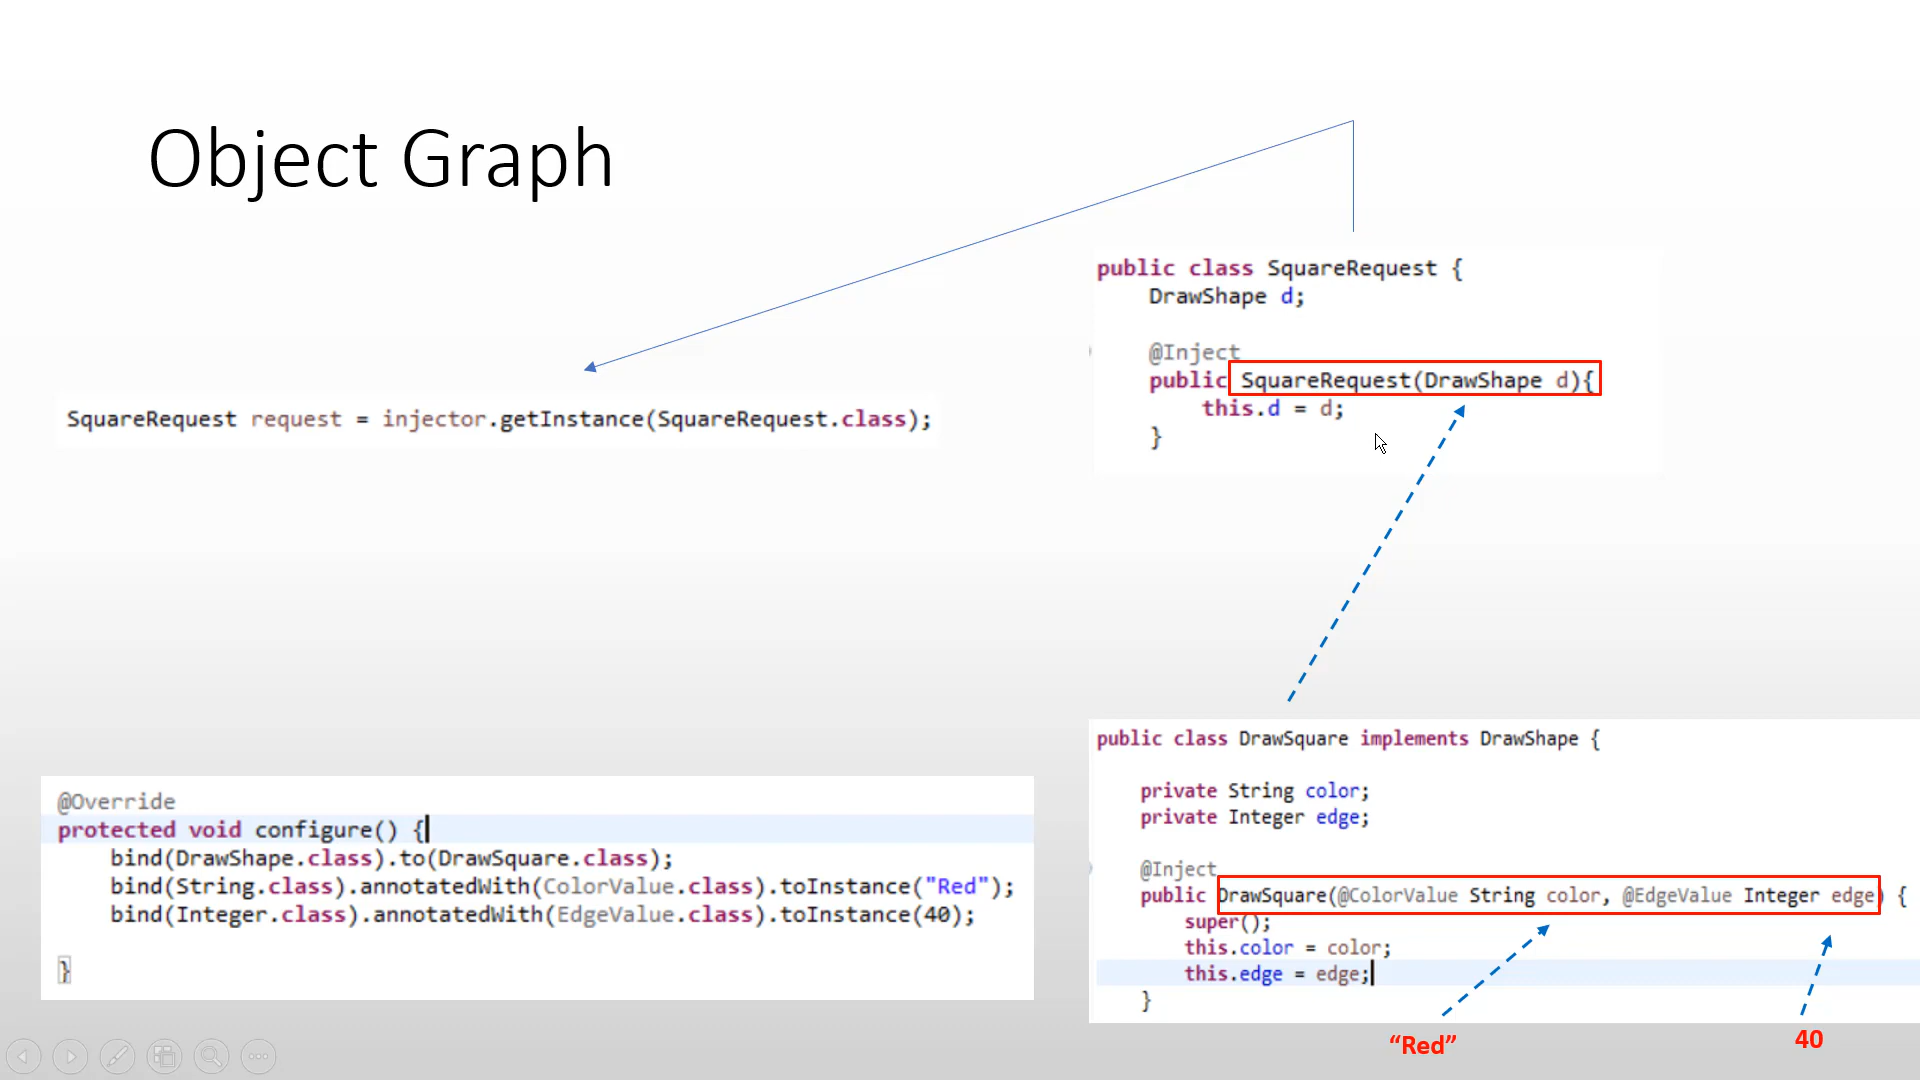 Object Graph
SquareRequest request = injector.getInstance(SquareRequest.class);
public class SquareRequest {
DrawShape d;
@Inject
public SquareRequest(DrawShape d){
this.d = d;
}
@Override
protected void configure() {
bind(DrawShape.class).to(DrawSquare.class);
bind(String.class).annotatedWith(ColorValue.class).toInstance("Red");
bind(Integer.class).annotatedWith(EdgeValue.class).toInstance(40);
}
public class DrawSquare implements DrawShape {
private String color;
private Integer edge;
@Inject
public DrawSquare(@ColorValue String color, @EdgeValue Integer edge) {
super();
this.color = color;
this.edge = edge;
}
“Red”
40